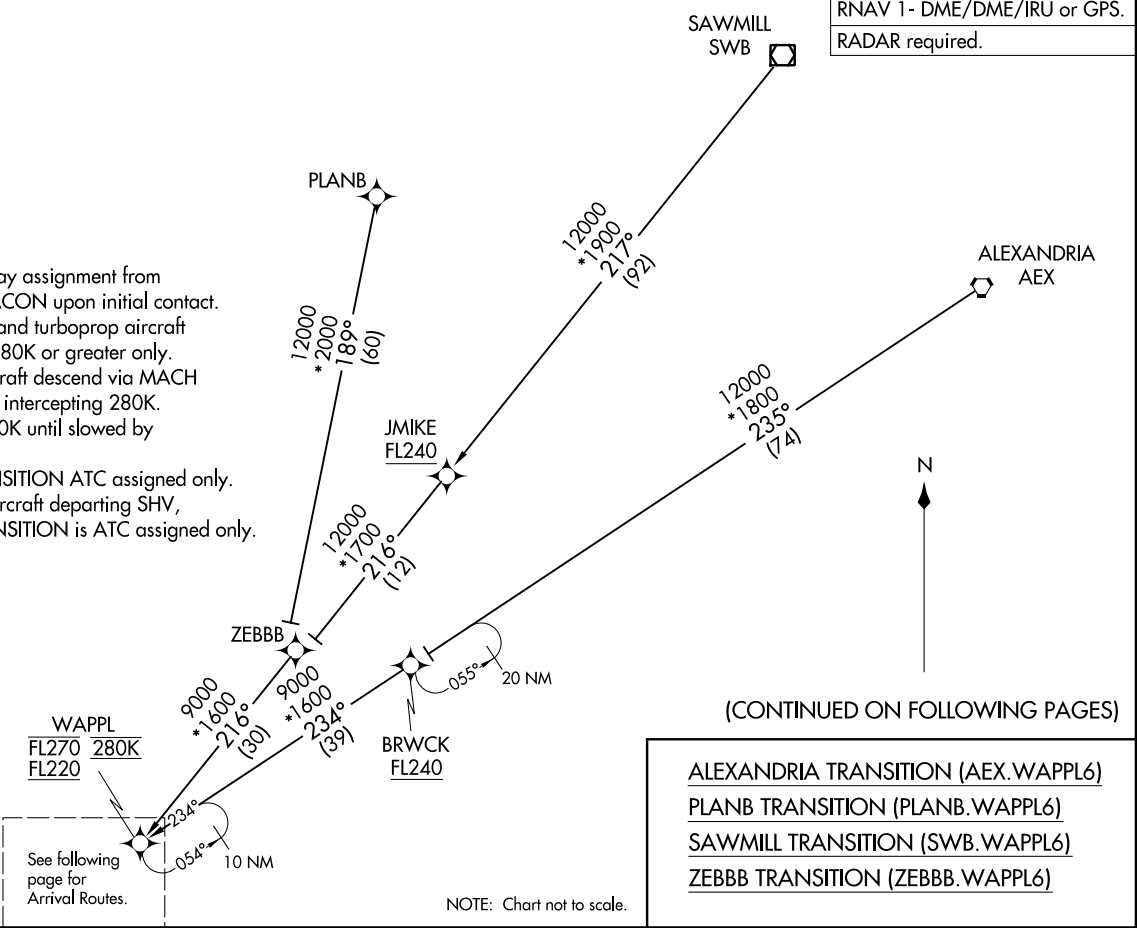 RNAV 1- DME/DME/IRU or GPS.
RADAR required.
SAWMILL
SWB
PLANB
12000
*1900
217°
(92)
ALEXANDRIA
AEX
ay assignment from
ACON upon initial contact.
and turboprop aircraft
80K or greater only.
raft descend via MACH
intercepting 280K.
0K until slowed by
NSITION ATC assigned only.
rcraft departing SHV,
NSITION is ATC assigned only.
12000
*2000
189°
(60)
12000
*1800
235°
(74)
JMIKE
FL240
N
12000
*1700
216°
(12)
ZEBBB
055°
20 NM
9000
*1600
216°
(30)
9000
*1600
234°
(39)
BRWCK
FL240
(CONTINUED ON FOLLOWING PAGES)
WAPPL
FL270 280K
FL220
234°
054°
10 NM
See following
page for
Arrival Routes.
NOTE: Chart not to scale.
ALEXANDRIA TRANSITION (AEX.WAPPL6)
PLANB TRANSITION (PLANB.WAPPL6)
SAWMILL TRANSITION (SWB.WAPPL6)
ZEBBB TRANSITION (ZEBBB.WAPPL6)